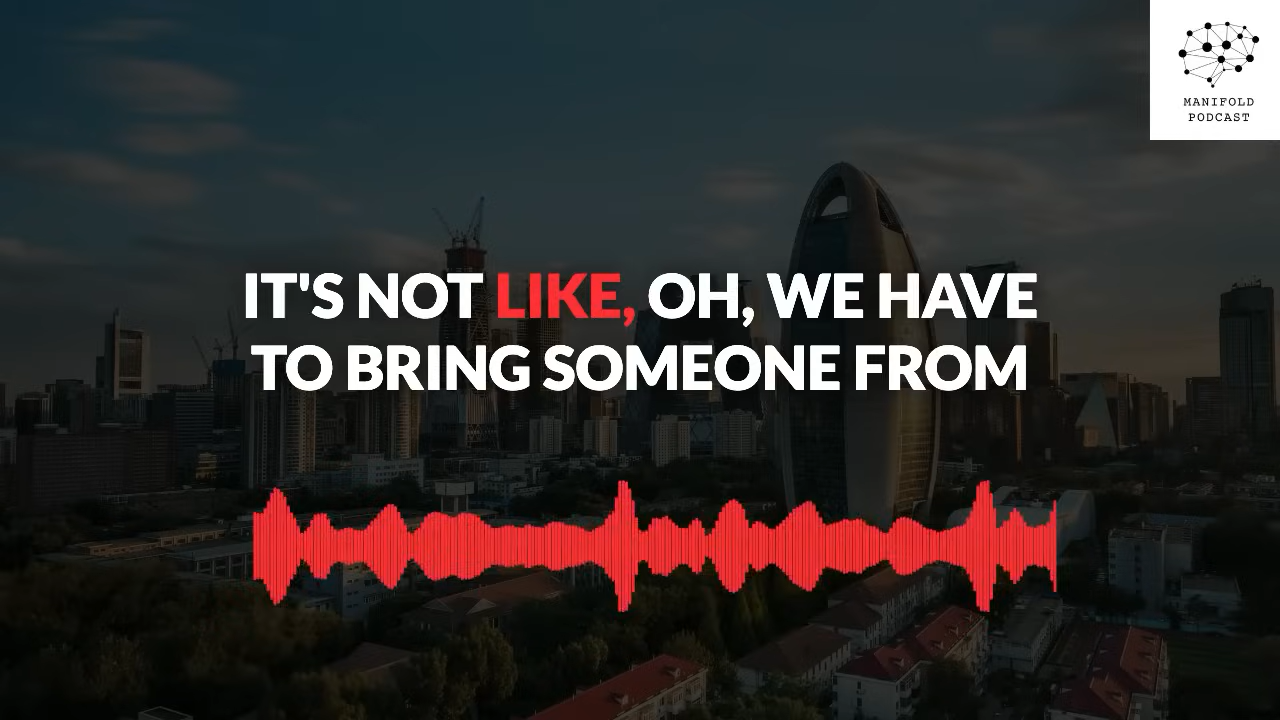 MANIFOLD
PODCAST
IT'S NOT LIKE, OH, WE HAVE
TO BRING SOMEONE FROM